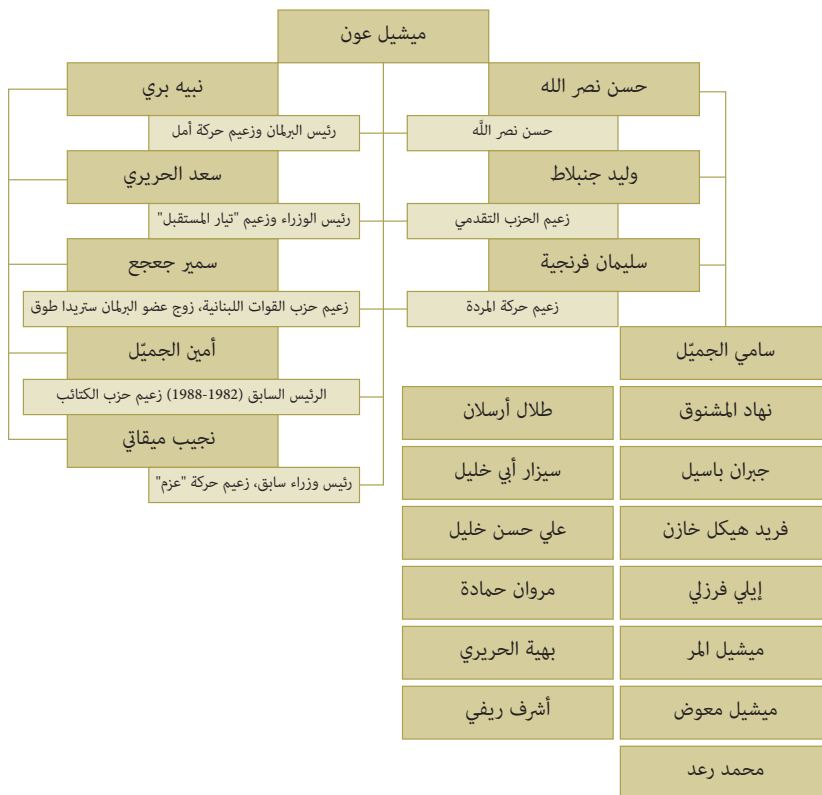 ميشيل عون
حسن نصر الله
حسن نصر اللَّه
وليد جنبلاط
زعيم الحزب التقدمي
سليمان فرنجية
زعيم حركة المردة
نبيه بري
رئيس البرلمان وزعيم حركة أمل
سعد الحريري
رئيس الوزراء وزعيم "تيار المستقبل"
سمير جعجع
زعيم حزب القوات اللبنانية، زوج عضو البرلمان ستريدا طوق
أمين الجميّل
الرئيس السابق (1982-1988) زعيم حزب الكتائب
نجيب ميقاتي
رئيس وزراء سابق، زعيم حركة "عزم"
سامي الجميّل
نهاد المشنوق
جبران باسيل
فريد هيكل خازن
إيلي فرزلي
ميشيل المر
ميشيل معوض
محمد رعد
طلال أرسلان
سيزار أبي خليل
علي حسن خليل
مروان حمادة
بهية الحريري
أشرف ريفي